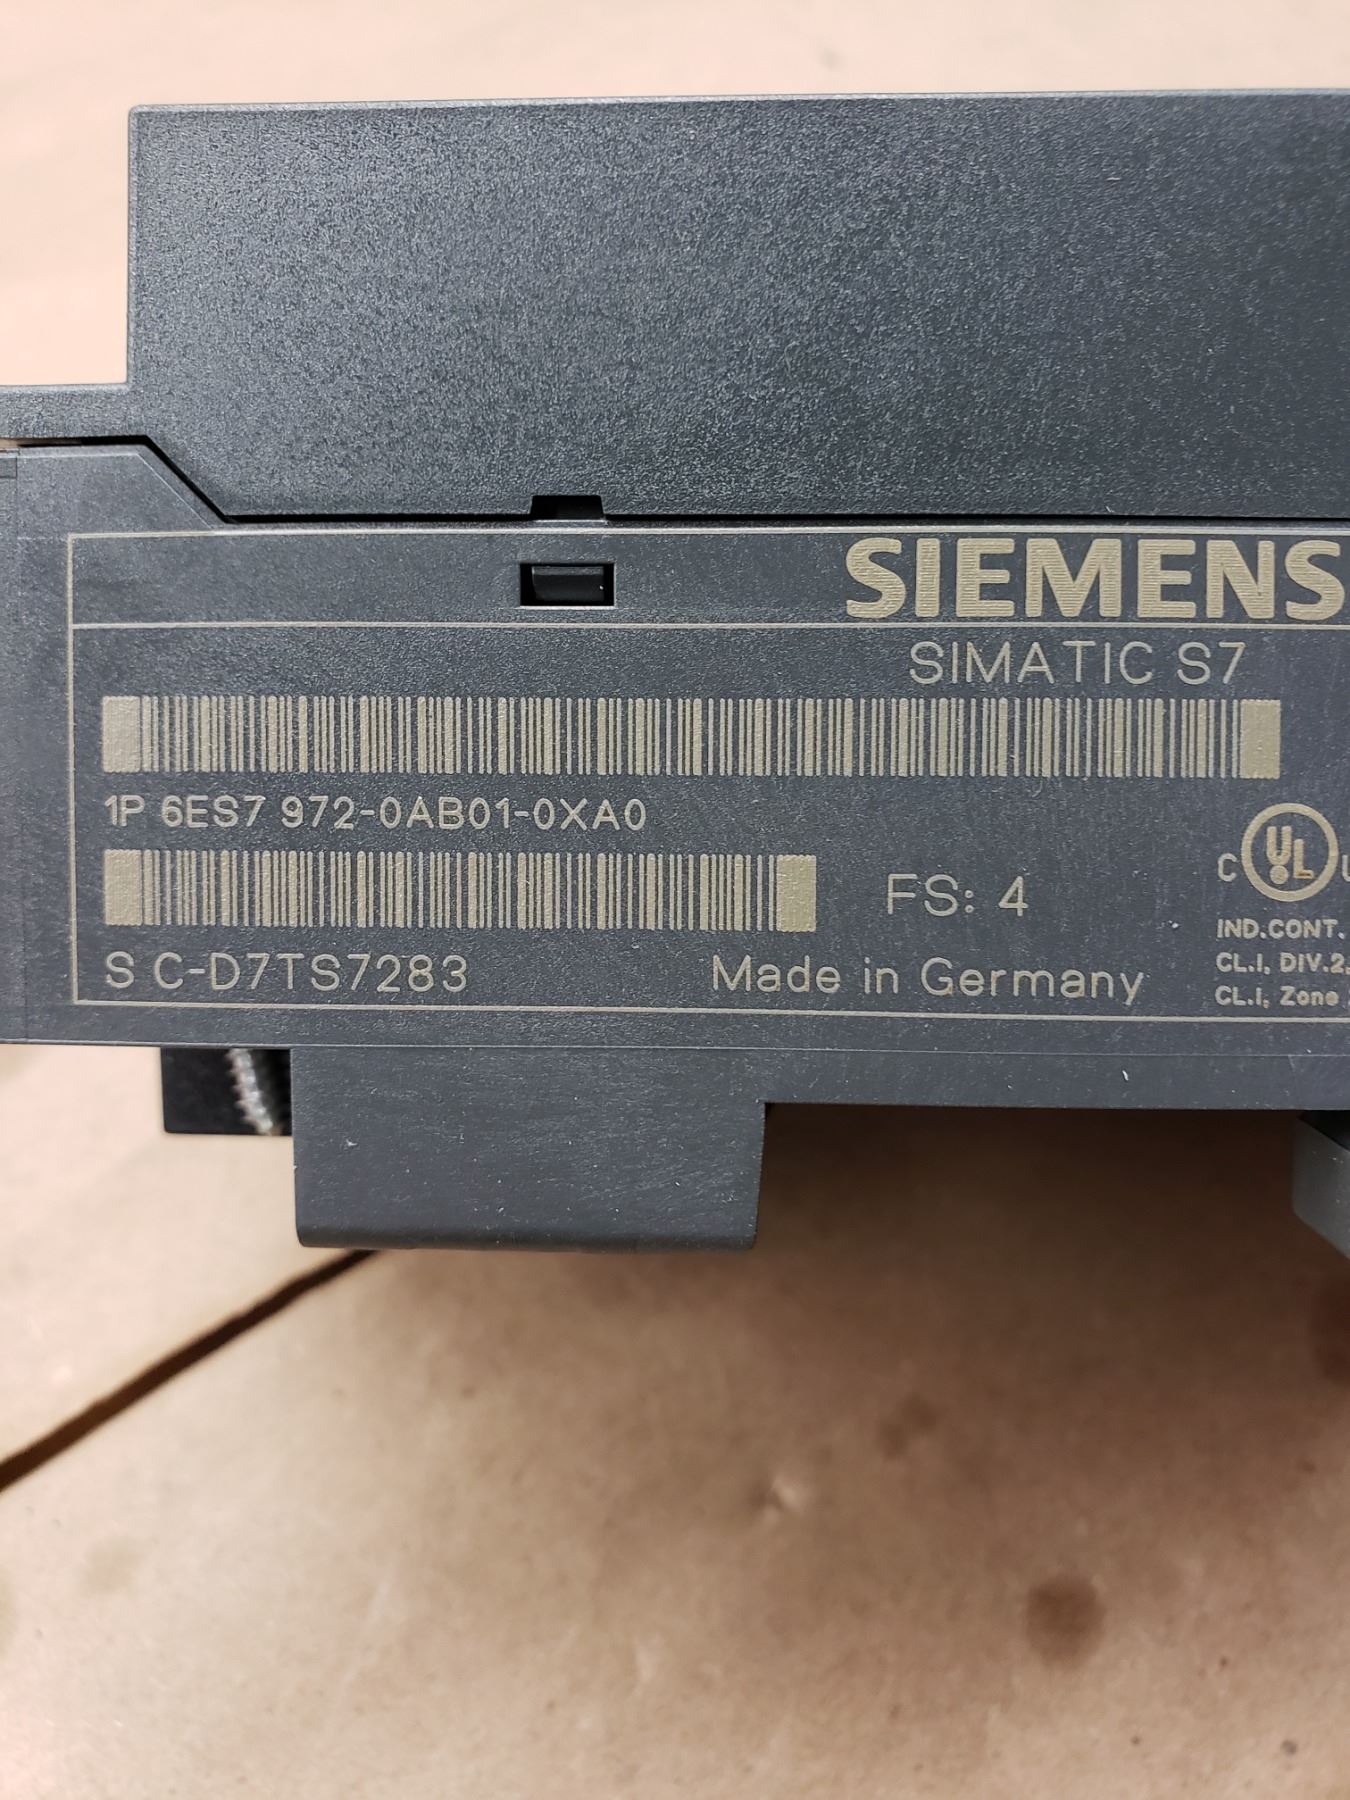 SIEMENS
SIMATIC S7
1P 6ES7 972-0AB01-0XA0
FS: 4
S C-D7TS7283
Made in Germany
C UL
IND.CONT.
CL.I, DIV.2,
CL.I, Zone